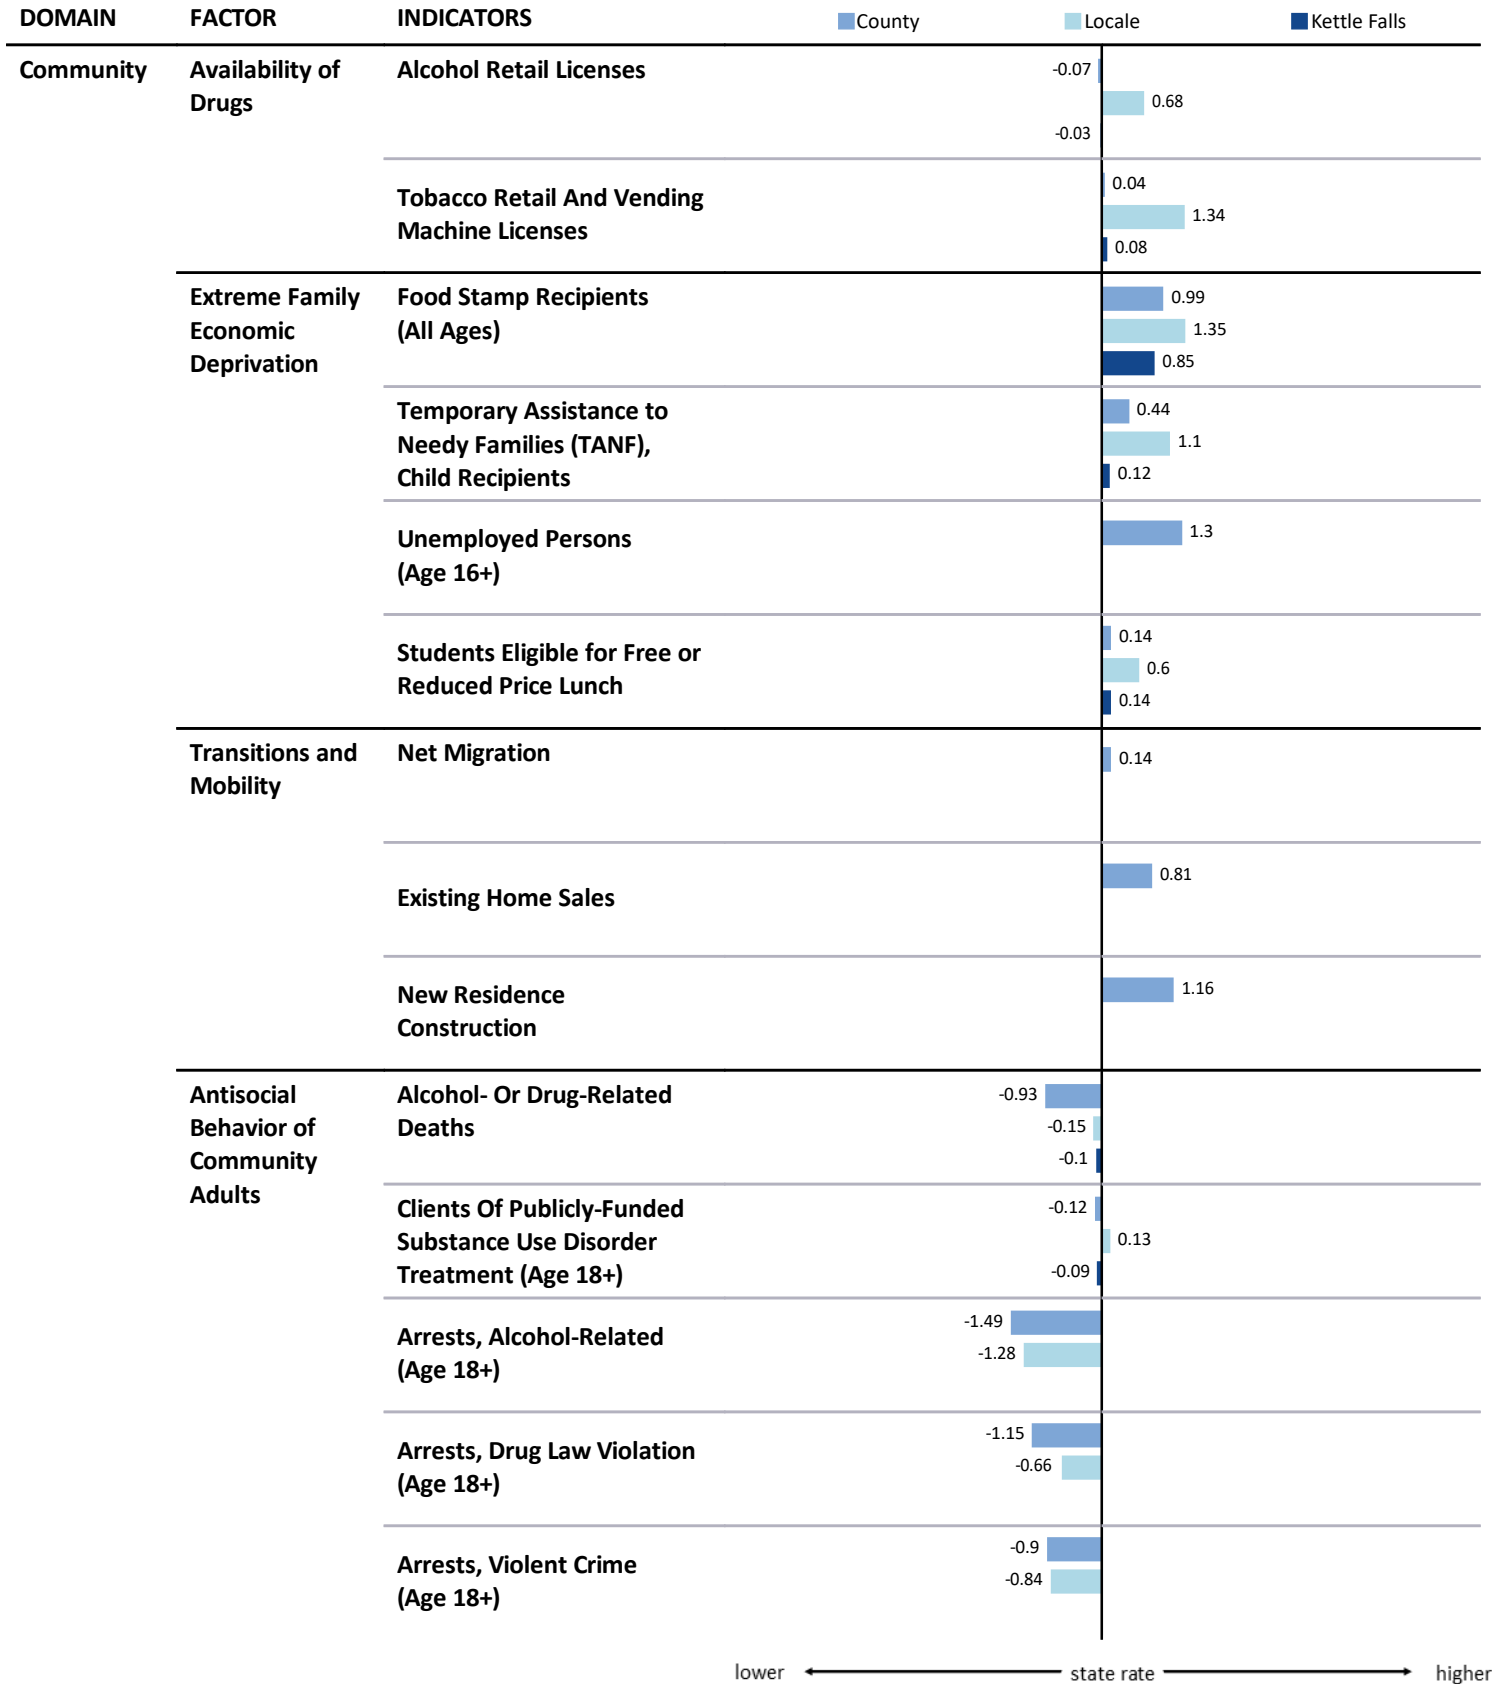 DOMAIN FACTOR INDICATORS County Locale Kettle Falls
Community Availability of Alcohol Retail Licenses -0.07
Drugs 0.68
-0.03
0.04
Tobacco Retail And Vending 1.34
Machine Licenses 0.08
Extreme Family Food Stamp Recipients 0.99
Economic (All Ages) 1.35
Deprivation 0.85
Temporary Assistance to 0.44
Needy Families (TANF), 1.1
Child Recipients 0.12
Unemployed Persons 1.3
(Age 16+)
0.14
Students Eligible for Free or 0.6
Reduced Price Lunch 0.14
Transitions and Net Migration 0.14
Mobility
0.81
Existing Home Sales
New Residence 1.16
Construction
Antisocial Alcohol- Or Drug-Related -0.93
Behavior of Deaths -0.15
Community -0.1
Adults Clients Of Publicly-Funded -0.12
Substance Use Disorder 0.13
Treatment (Age 18+) -0.09
Arrests, Alcohol-Related -1.49
(Age 18+) -1.28
Arrests, Drug Law Violation -1.15
(Age 18+) -0.66
Arrests, Violent Crime -0.9
(Age 18+) -0.84
lower state rate higher